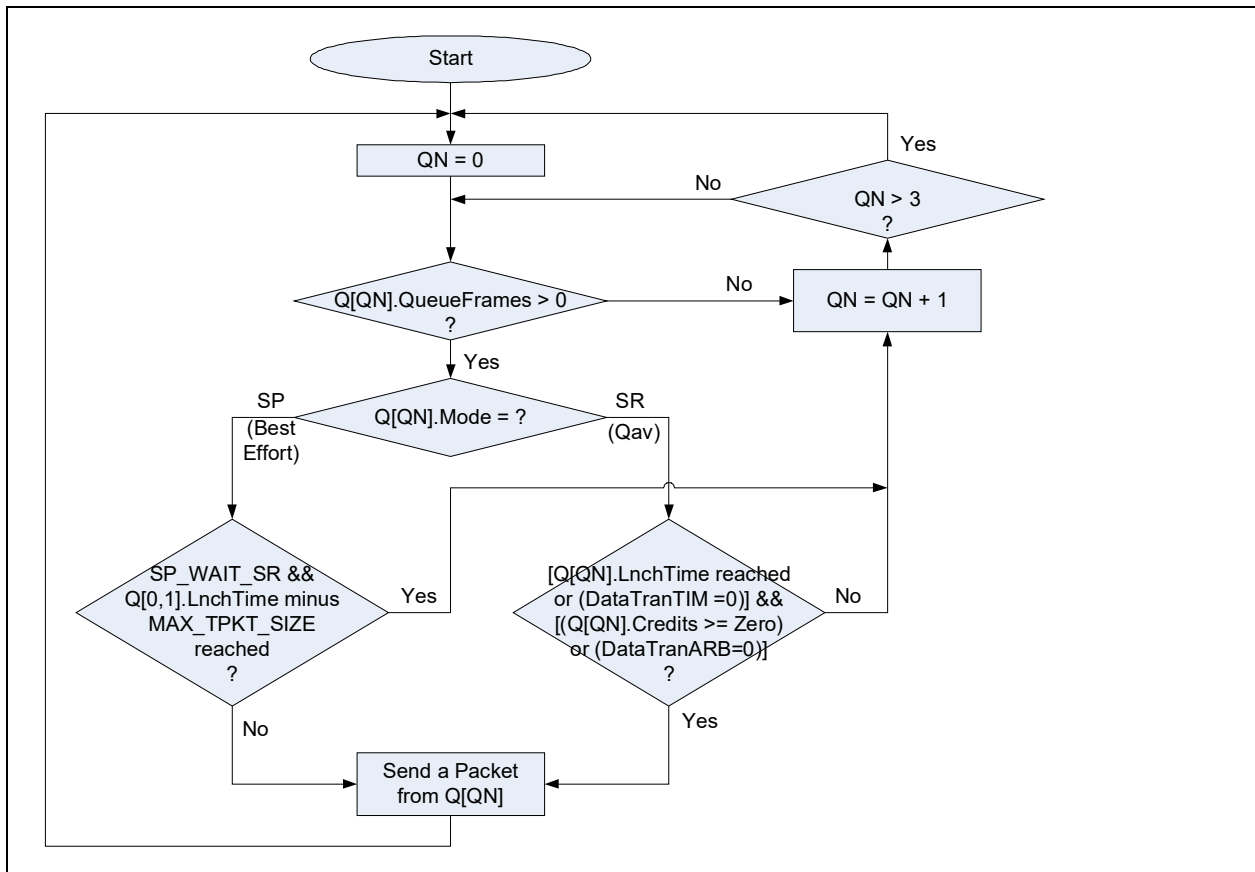 Start
QN = 0
Yes
No
QN > 3
?
Q[QN].QueueFrames > 0
?
No
QN = QN + 1
Yes
SP
(Best
Effort)
Q[QN].Mode = ?
SR
(Qav)
SP_WAIT_SR &&
Q[0,1].LnchTime minus
MAX_TPKT_SIZE
reached
?
Yes
[Q[QN].LnchTime reached
or (DataTranTIM =0)] &&
[(Q[QN].Credits >= Zero)
or (DataTranARB=0)]
?
No
No
Yes
Send a Packet
from Q[QN]